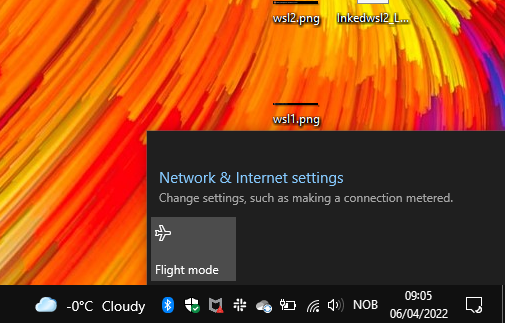 wsl2.png
Inkedwsl2_L...
wsl1.png
Network & Internet settings
Change settings, such as making a connection metered.
Flight mode
-0°C Cloudy
NOB
09:05
06/04/2022